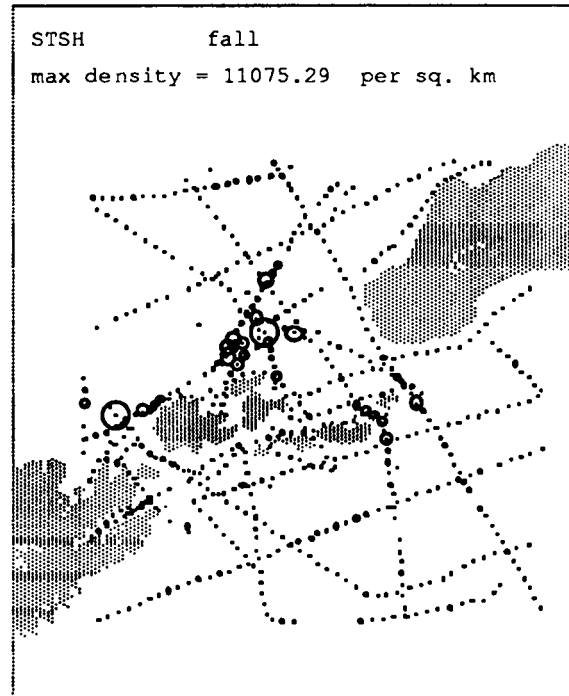 STSH fall
max density = 11075.29 per sq. km